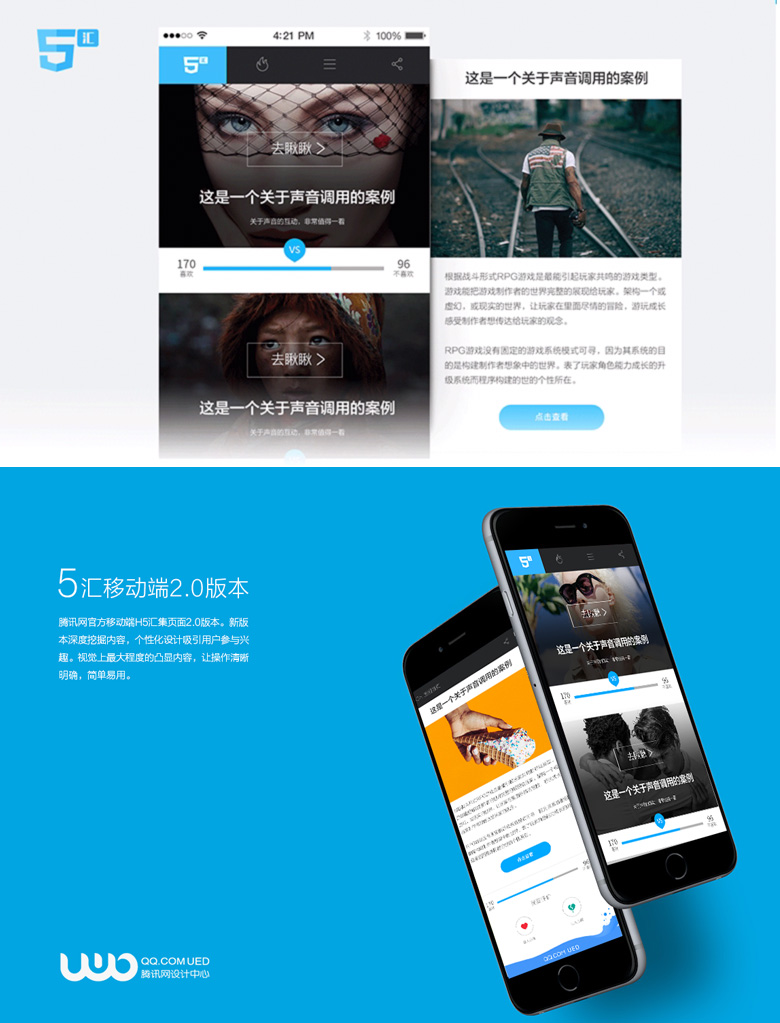 5汇
4:21 PM
100%
5汇
去瞅瞅 >
这是一个关于声音调用的案例
关于声音的互动、非常值得一看
VS
170
喜欢
96
不喜欢
去瞅瞅 >
这是一个关于声音调用的案例
关于声音的互动、非常值得一看
这是一个关于声音调用的案例
根据战斗形式RPG游戏是最能引起玩家共鸣的游戏类型。
游戏能把游戏制作者的世界完整的展现给玩家。架构一个或
虚幻，或现实的世界，让玩家在里面尽情的冒险，游玩成长
感受制作者想传达给玩家的观念。
RPG游戏没有固定的游戏系统模式可寻，因为其系统的目
的是构建制作者想象中的世界。表了玩家角色能力成长的升
级系统而程序构建的世的个性所在。
点击查看
5汇移动端2.0版本
腾讯网官方移动端H5汇集页面2.0版本。新版
本深度挖掘内容，个性化设计吸引用户参与兴
趣。视觉上最大程度的凸显内容，让操作清晰
明确，简单易用。
5汇
去瞅瞅 >
这是一个关于声音调用的案例
VS
170
喜欢
96
不喜欢
去瞅瞅 >
这是一个关于声音调用的案例
VS
170
喜欢
96
不喜欢
这是一个关于声音调用的案例
点击查看
96
QQ.COM UED
QQ.COM UED
腾讯网设计中心